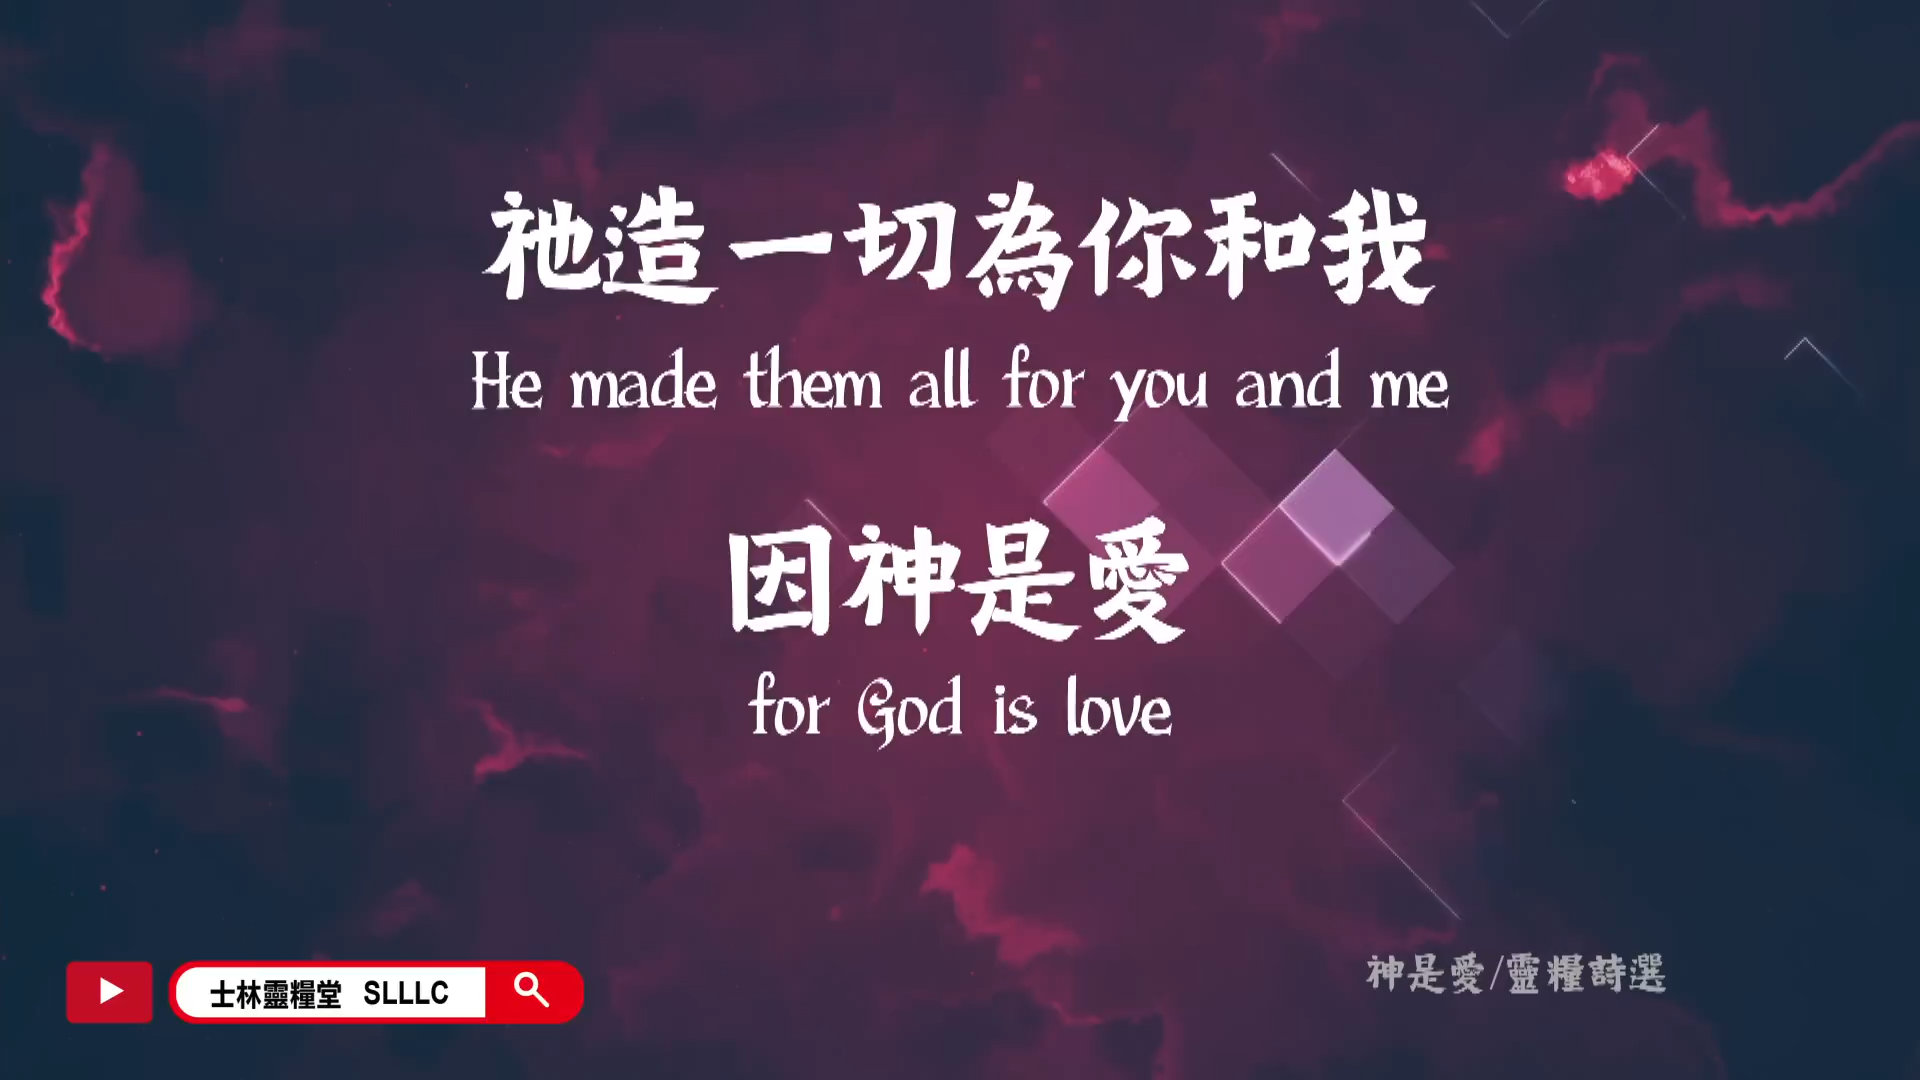 祂造一切為你和我
He made them all for you and me
因神是愛
for God is love
神是愛/靈糧詩選
士林靈糧堂 SLLLC